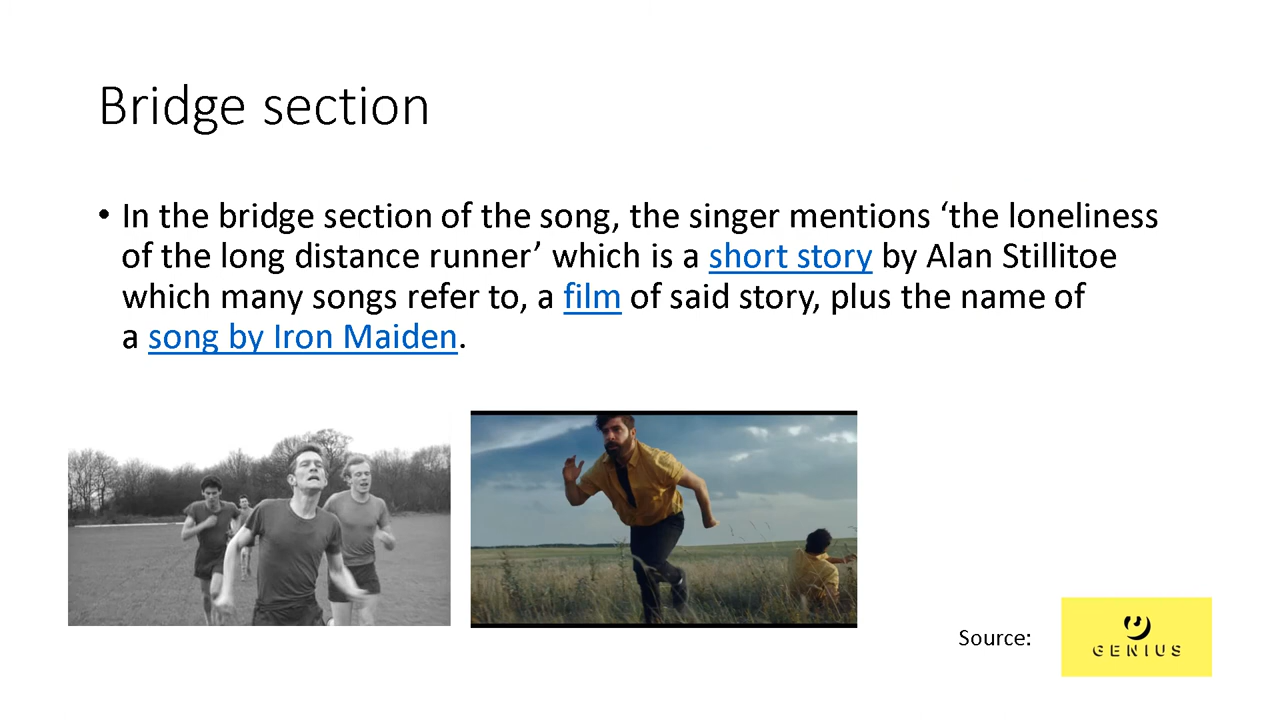 Bridge section
• In the bridge section of the song, the singer mentions ‘the loneliness
of the long distance runner’ which is a short story by Alan Stillitoe
which many songs refer to, a film of said story, plus the name of
a song by Iron Maiden.
Source:
GENIUS